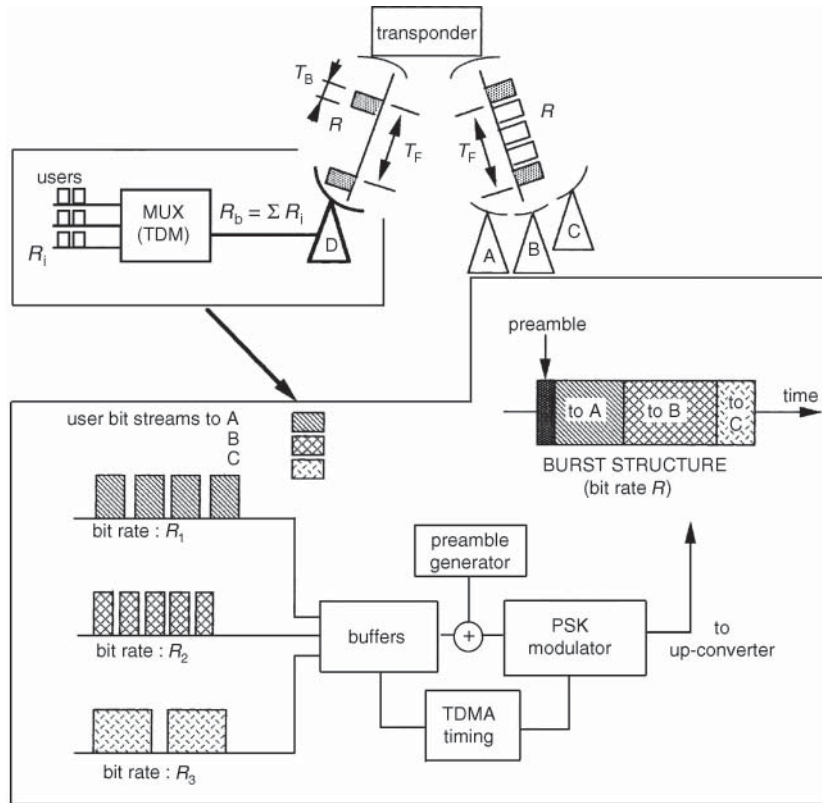 transponder
T_B
R
T_F
T_F
R
users
MUX
(TDM)
R_b = Σ R_i
R_i
D
A
B
C
preamble
to A
to B
to
C
time
BURST STRUCTURE
(bit rate R)
user bit streams to A
B
C
bit rate : R_1
preamble
generator
buffers
+
PSK
modulator
to
up-converter
bit rate : R_2
TDMA
timing
bit rate : R_3